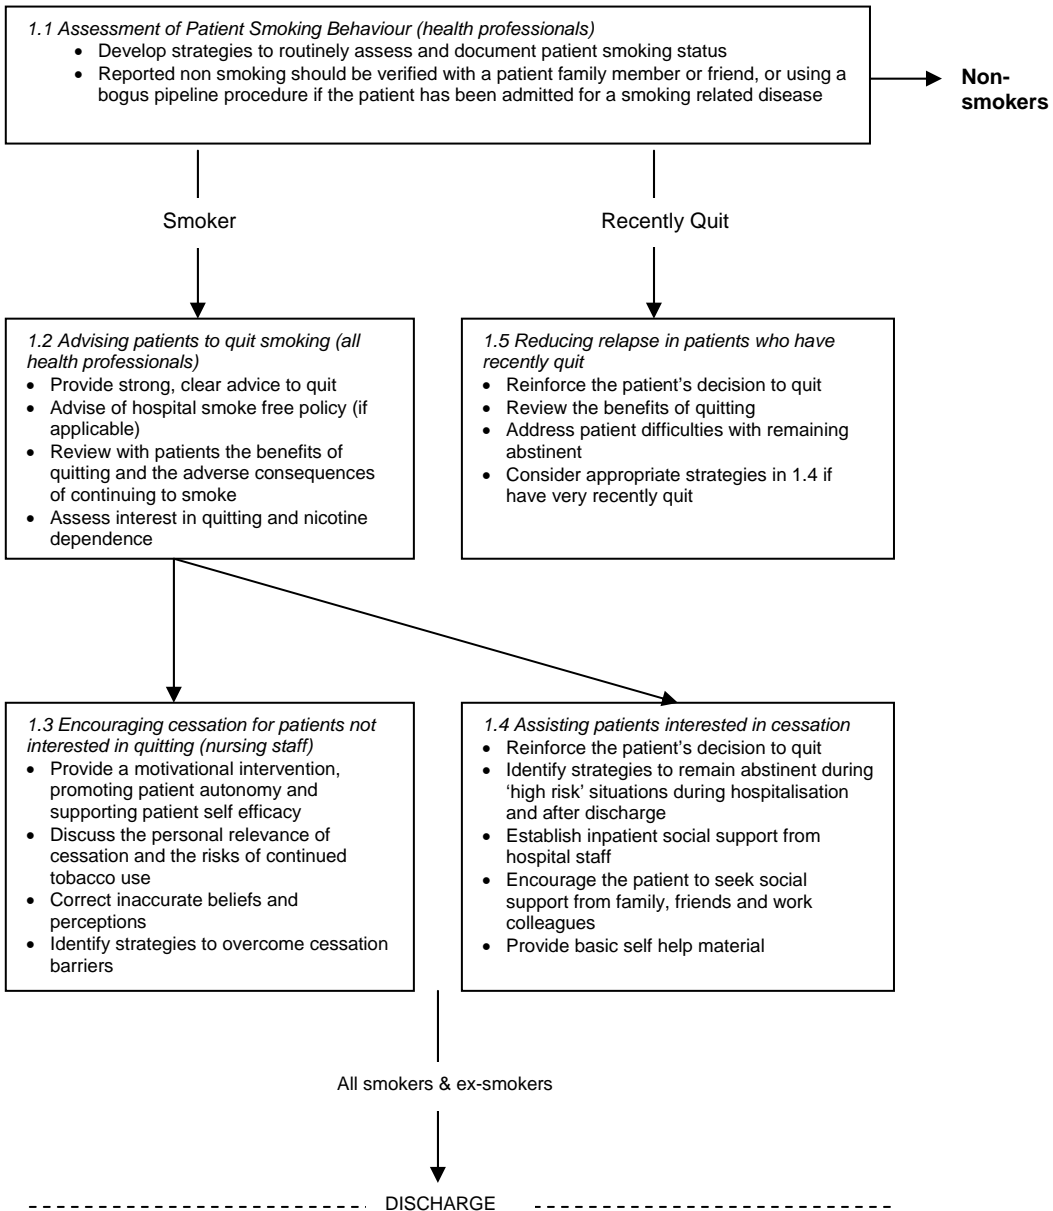 1.1 Assessment of Patient Smoking Behaviour (health professionals)
• Develop strategies to routinely assess and document patient smoking status
• Reported non smoking should be verified with a patient family member or friend, or using a
bogus pipeline procedure if the patient has been admitted for a smoking related disease
Non-
smokers
Smoker
Recently Quit
1.2 Advising patients to quit smoking (all
health professionals)
• Provide strong, clear advice to quit
• Advise of hospital smoke free policy (if
applicable)
• Review with patients the benefits of
quitting and the adverse consequences
of continuing to smoke
• Assess interest in quitting and nicotine
dependence
1.5 Reducing relapse in patients who have
recently quit
• Reinforce the patient’s decision to quit
• Review the benefits of quitting
• Address patient difficulties with remaining
abstinent
• Consider appropriate strategies in 1.4 if
have very recently quit
1.3 Encouraging cessation for patients not
interested in quitting (nursing staff)
• Provide a motivational intervention,
promoting patient autonomy and
supporting patient self efficacy
• Discuss the personal relevance of
cessation and the risks of continued
tobacco use
• Correct inaccurate beliefs and
perceptions
• Identify strategies to overcome cessation
barriers
1.4 Assisting patients interested in cessation
• Reinforce the patient’s decision to quit
• Identify strategies to remain abstinent during
‘high risk’ situations during hospitalisation
and after discharge
• Establish inpatient social support from
hospital staff
• Encourage the patient to seek social
support from family, friends and work
colleagues
• Provide basic self help material
All smokers & ex-smokers
DISCHARGE